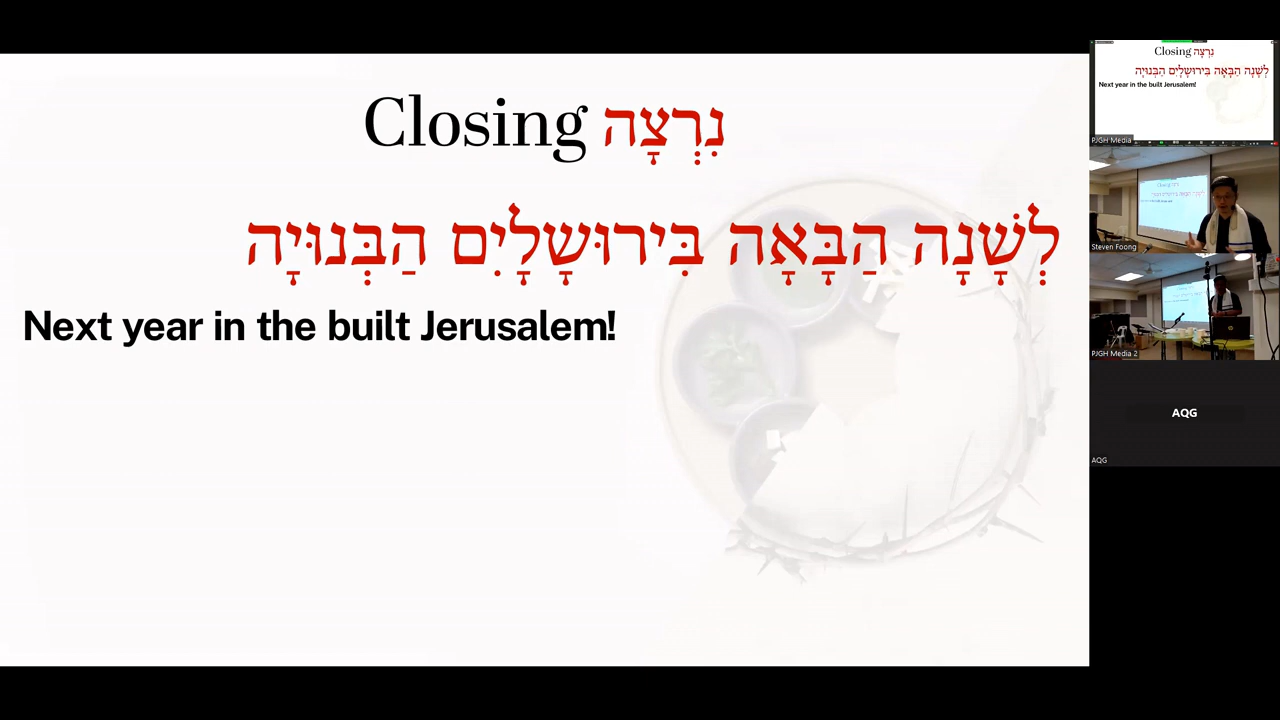 Closing נִרְצָה
לְשָׁנָה הַבָּאָה בִּירוּשָׁלָיִם הַבְּנוּיָה
Next year in the built Jerusalem!
Closing נִרְצָה
לְשָׁנָה הַבָּאָה בִּירוּשָׁלָיִם הַבְּנוּיָה
Next year in the built Jerusalem!
PJGH Media
Steven Foong
PJGH Media 2
AQG
AQG